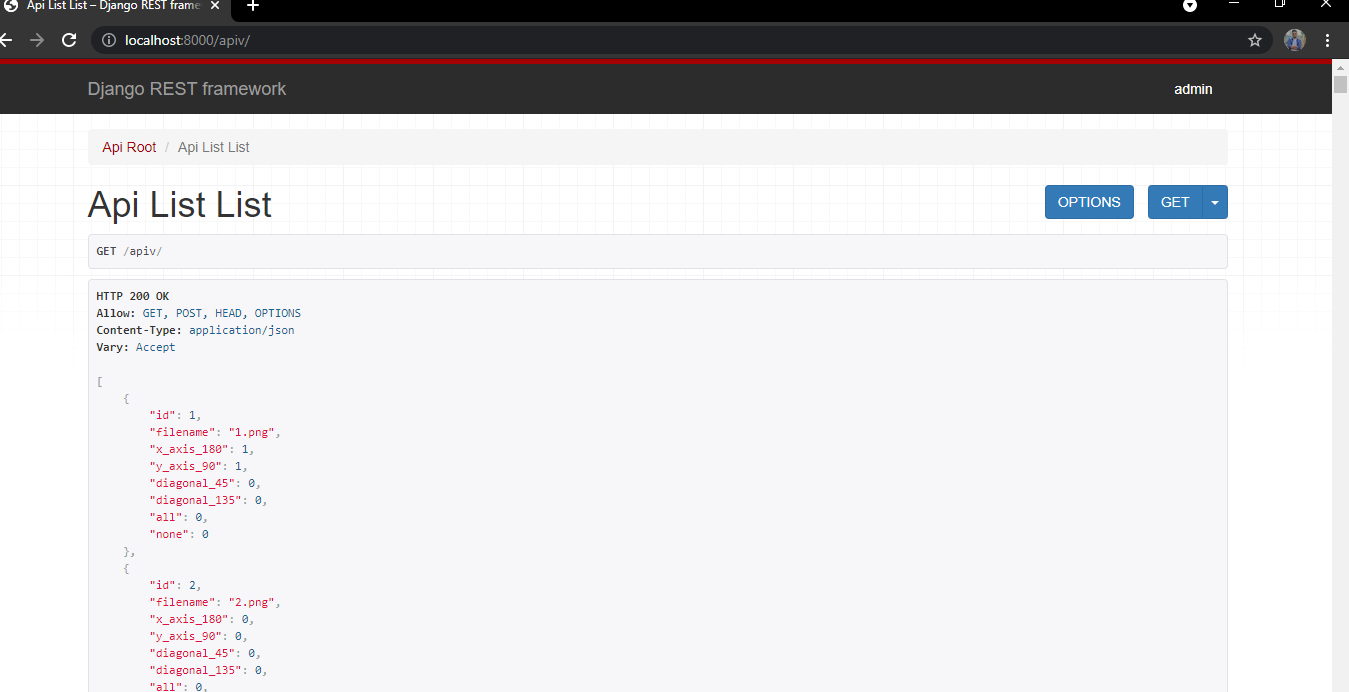 Api List List – Django REST frame
localhost:8000/apiv/
Django REST framework
admin
Api Root / Api List List
Api List List
OPTIONS
GET
GET /apiv/
HTTP 200 OK
Allow: GET, POST, HEAD, OPTIONS
Content-Type: application/json
Vary: Accept
[
{
"id": 1,
"filename": "1.png",
"x_axis_180": 1,
"y_axis_90": 1,
"diagonal_45": 0,
"diagonal_135": 0,
"all": 0,
"none": 0
},
{
"id": 2,
"filename": "2.png",
"x_axis_180": 0,
"y_axis_90": 0,
"diagonal_45": 0,
"diagonal_135": 0,
"all": 0,